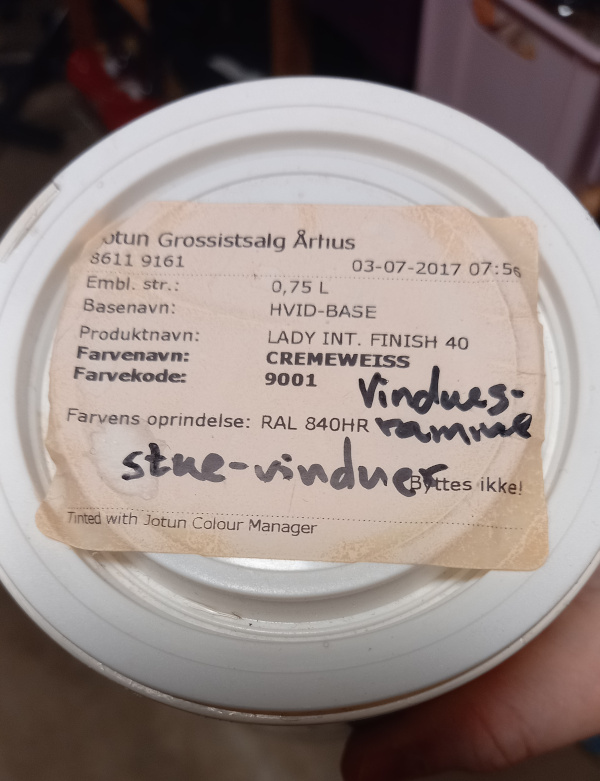 otun Grossistsalg Århus
8611 9161 03-07-2017 07:56
Embl. str.: 0,75 L
Basenavn: HVID-BASE
Produktnavn: LADY INT. FINISH 40
Farvenavn: CREMEWEISS
Farvekode: 9001
Vindues-
Farvens oprindelse: RAL 840HR ramme
stue-vinduer
Byttes ikke!
Tinted with Jotun Colour Manager